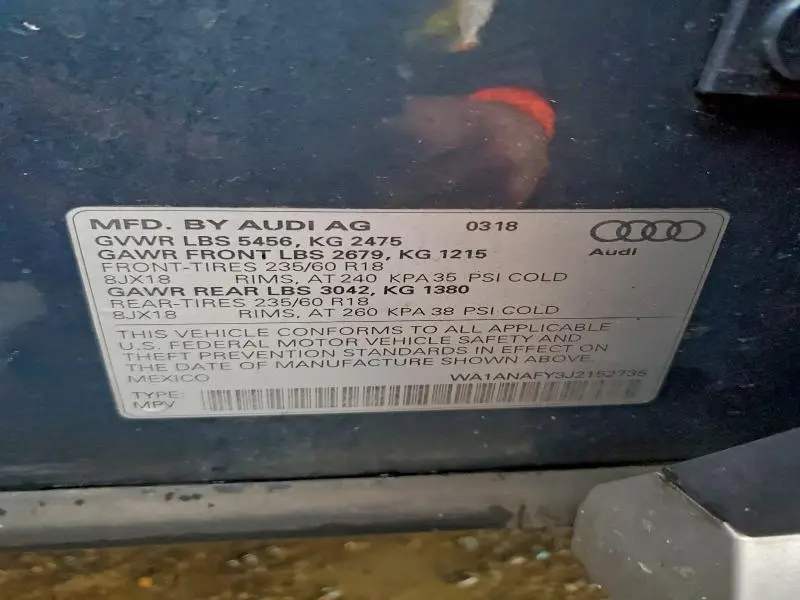 MFD. BY AUDI AG 0318
GVWR LBS 5456, KG 2475
GAWR FRONT LBS 2679, KG 1215
Audi
FRONT-TIRES 235/60 R18
8JX18 RIMS, AT 240 KPA 35 PSI COLD
GAWR REAR LBS 3042, KG 1380
REAR-TIRES 235/60 R18
8JX18 RIMS, AT 260 KPA 38 PSI COLD
THIS VEHICLE CONFORMS TO ALL APPLICABLE
U.S. FEDERAL MOTOR VEHICLE SAFETY AND
THEFT PREVENTION STANDARDS IN EFFECT ON
THE DATE OF MANUFACTURE SHOWN ABOVE.
MEXICO WA1ANAFY3J2152735
TYPE:
MPV